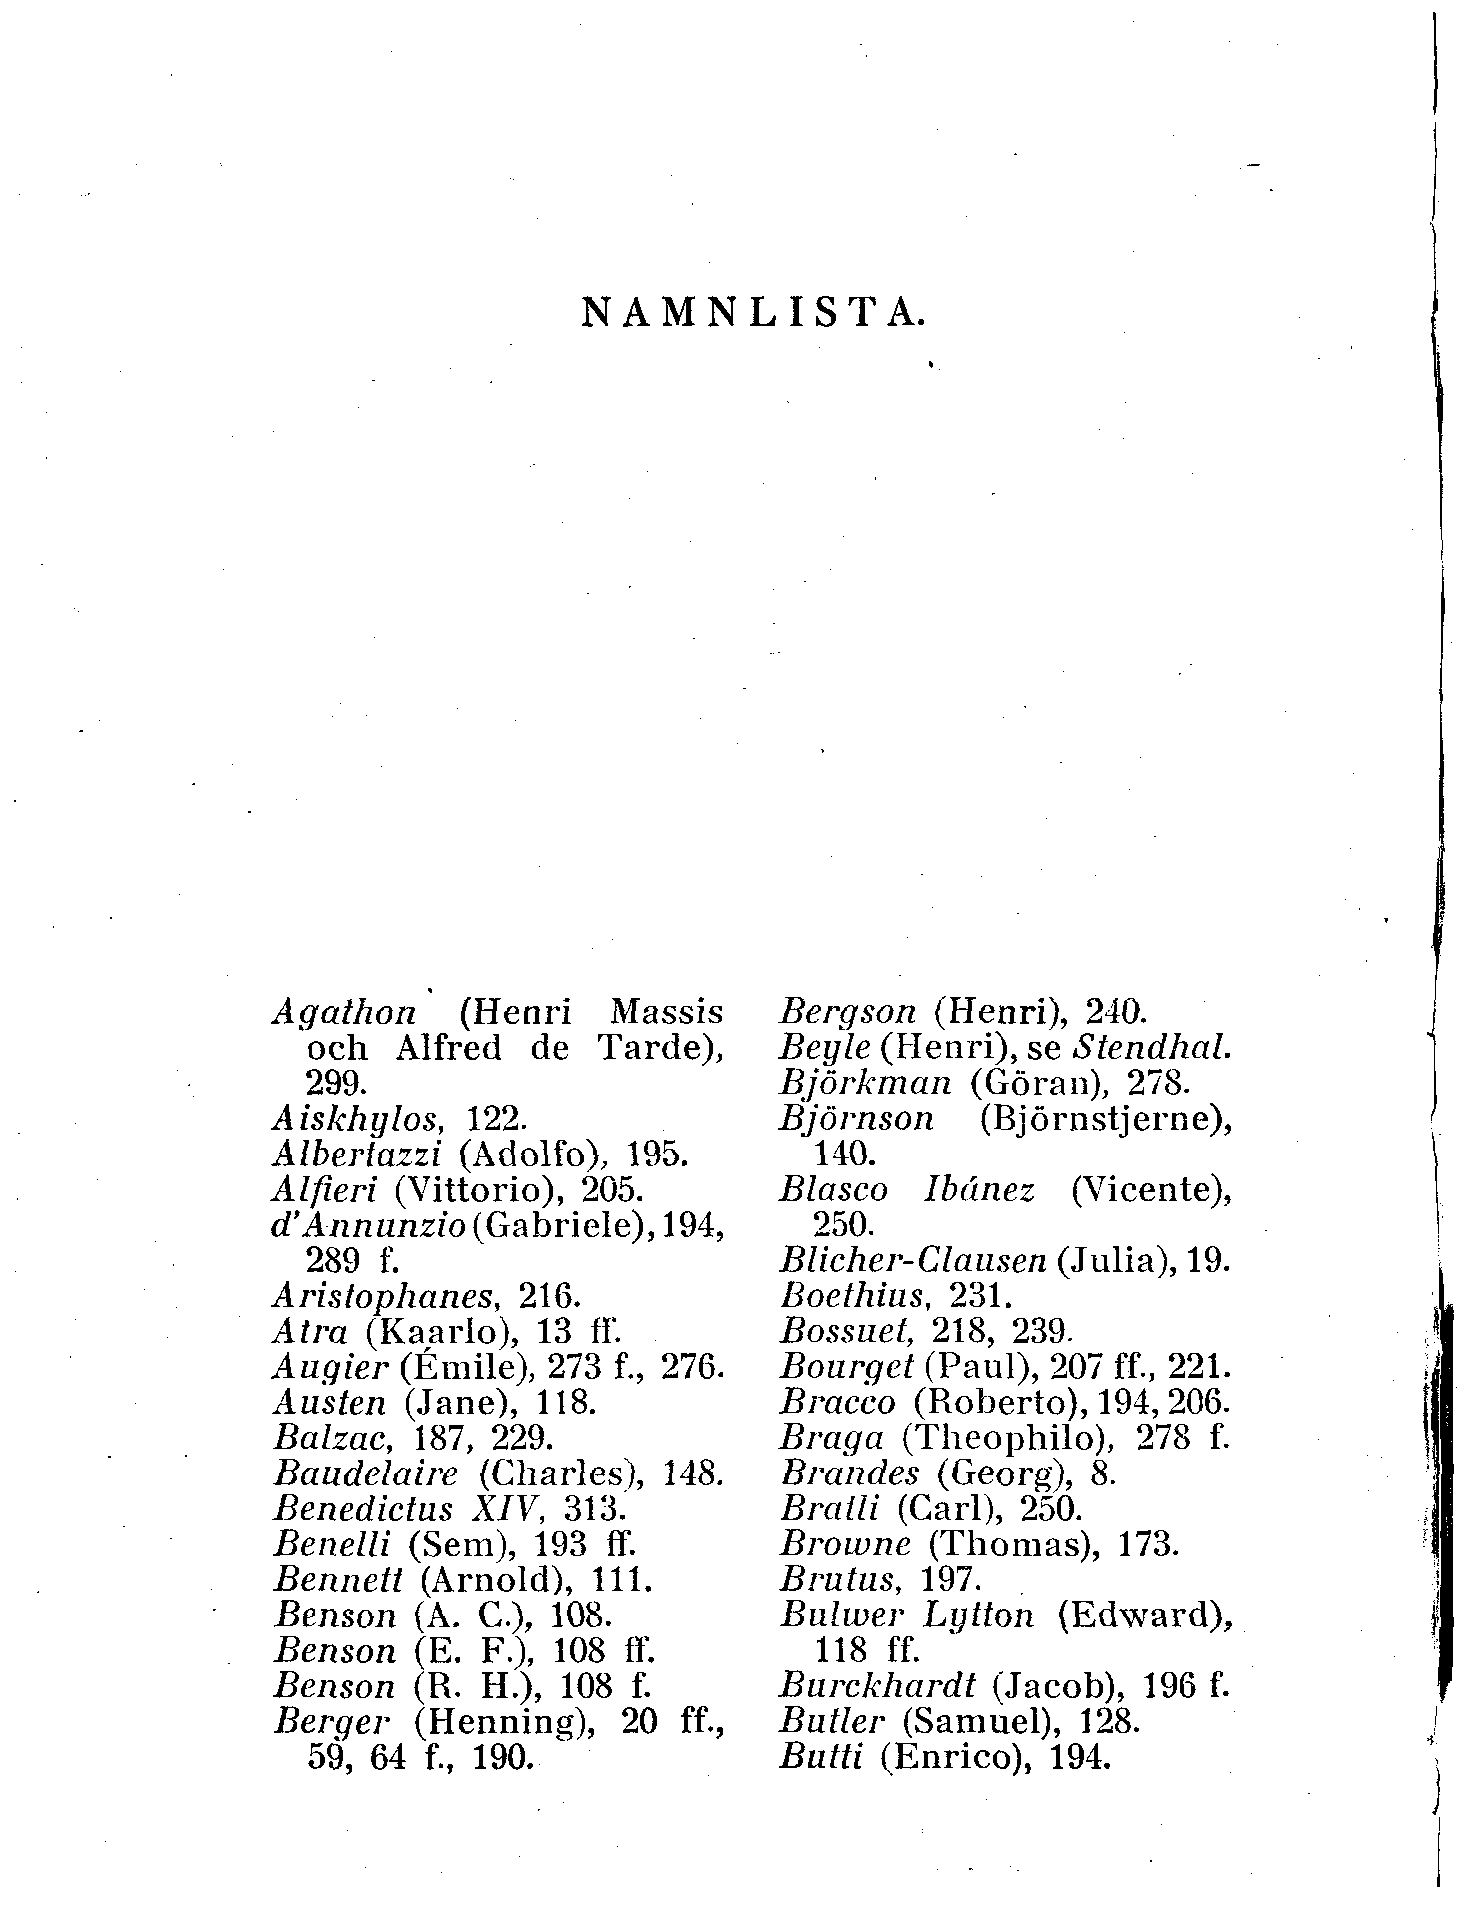 NAMNLISTA.
Agathon (Henri Massis
och Alfred de Tarde),
299.
Aiskhylos, 122.
Albertazzi (Adolfo), 195.
Alfieri (Vittorio), 205.
d'Annunzio (Gabriele), 194,
289 f.
Aristophanes, 216.
Atra (Kaarlo), 13 ff.
Augier (Émile), 273 f., 276.
Austen (Jane), 118.
Balzac, 187, 229.
Baudelaire (Charles), 148.
Benedictus XIV, 313.
Benelli (Sem), 193 ff.
Bennett (Arnold), 111.
Benson (A. C.), 108.
Benson (E. F.), 108 ff.
Benson (R. H.), 108 f.
Berger (Henning), 20 ff.,
59, 64 f., 190.
Bergson (Henri), 240.
Beyle (Henri), se Stendhal.
Björkman (Göran), 278.
Björnson (Björnstjerne),
140.
Blasco Ibánez (Vicente),
250.
Blicher-Clausen (Julia), 19.
Boethius, 231.
Bossuet, 218, 239.
Bourget (Paul), 207 ff., 221.
Bracco (Roberto), 194, 206.
Braga (Theophilo), 278 f.
Brandes (Georg), 8.
Bratli (Carl), 250.
Browne (Thomas), 173.
Brutus, 197.
Bulwer Lytton (Edward),
118 ff.
Burckhardt (Jacob), 196 f.
Butler (Samuel), 128.
Butti (Enrico), 194.